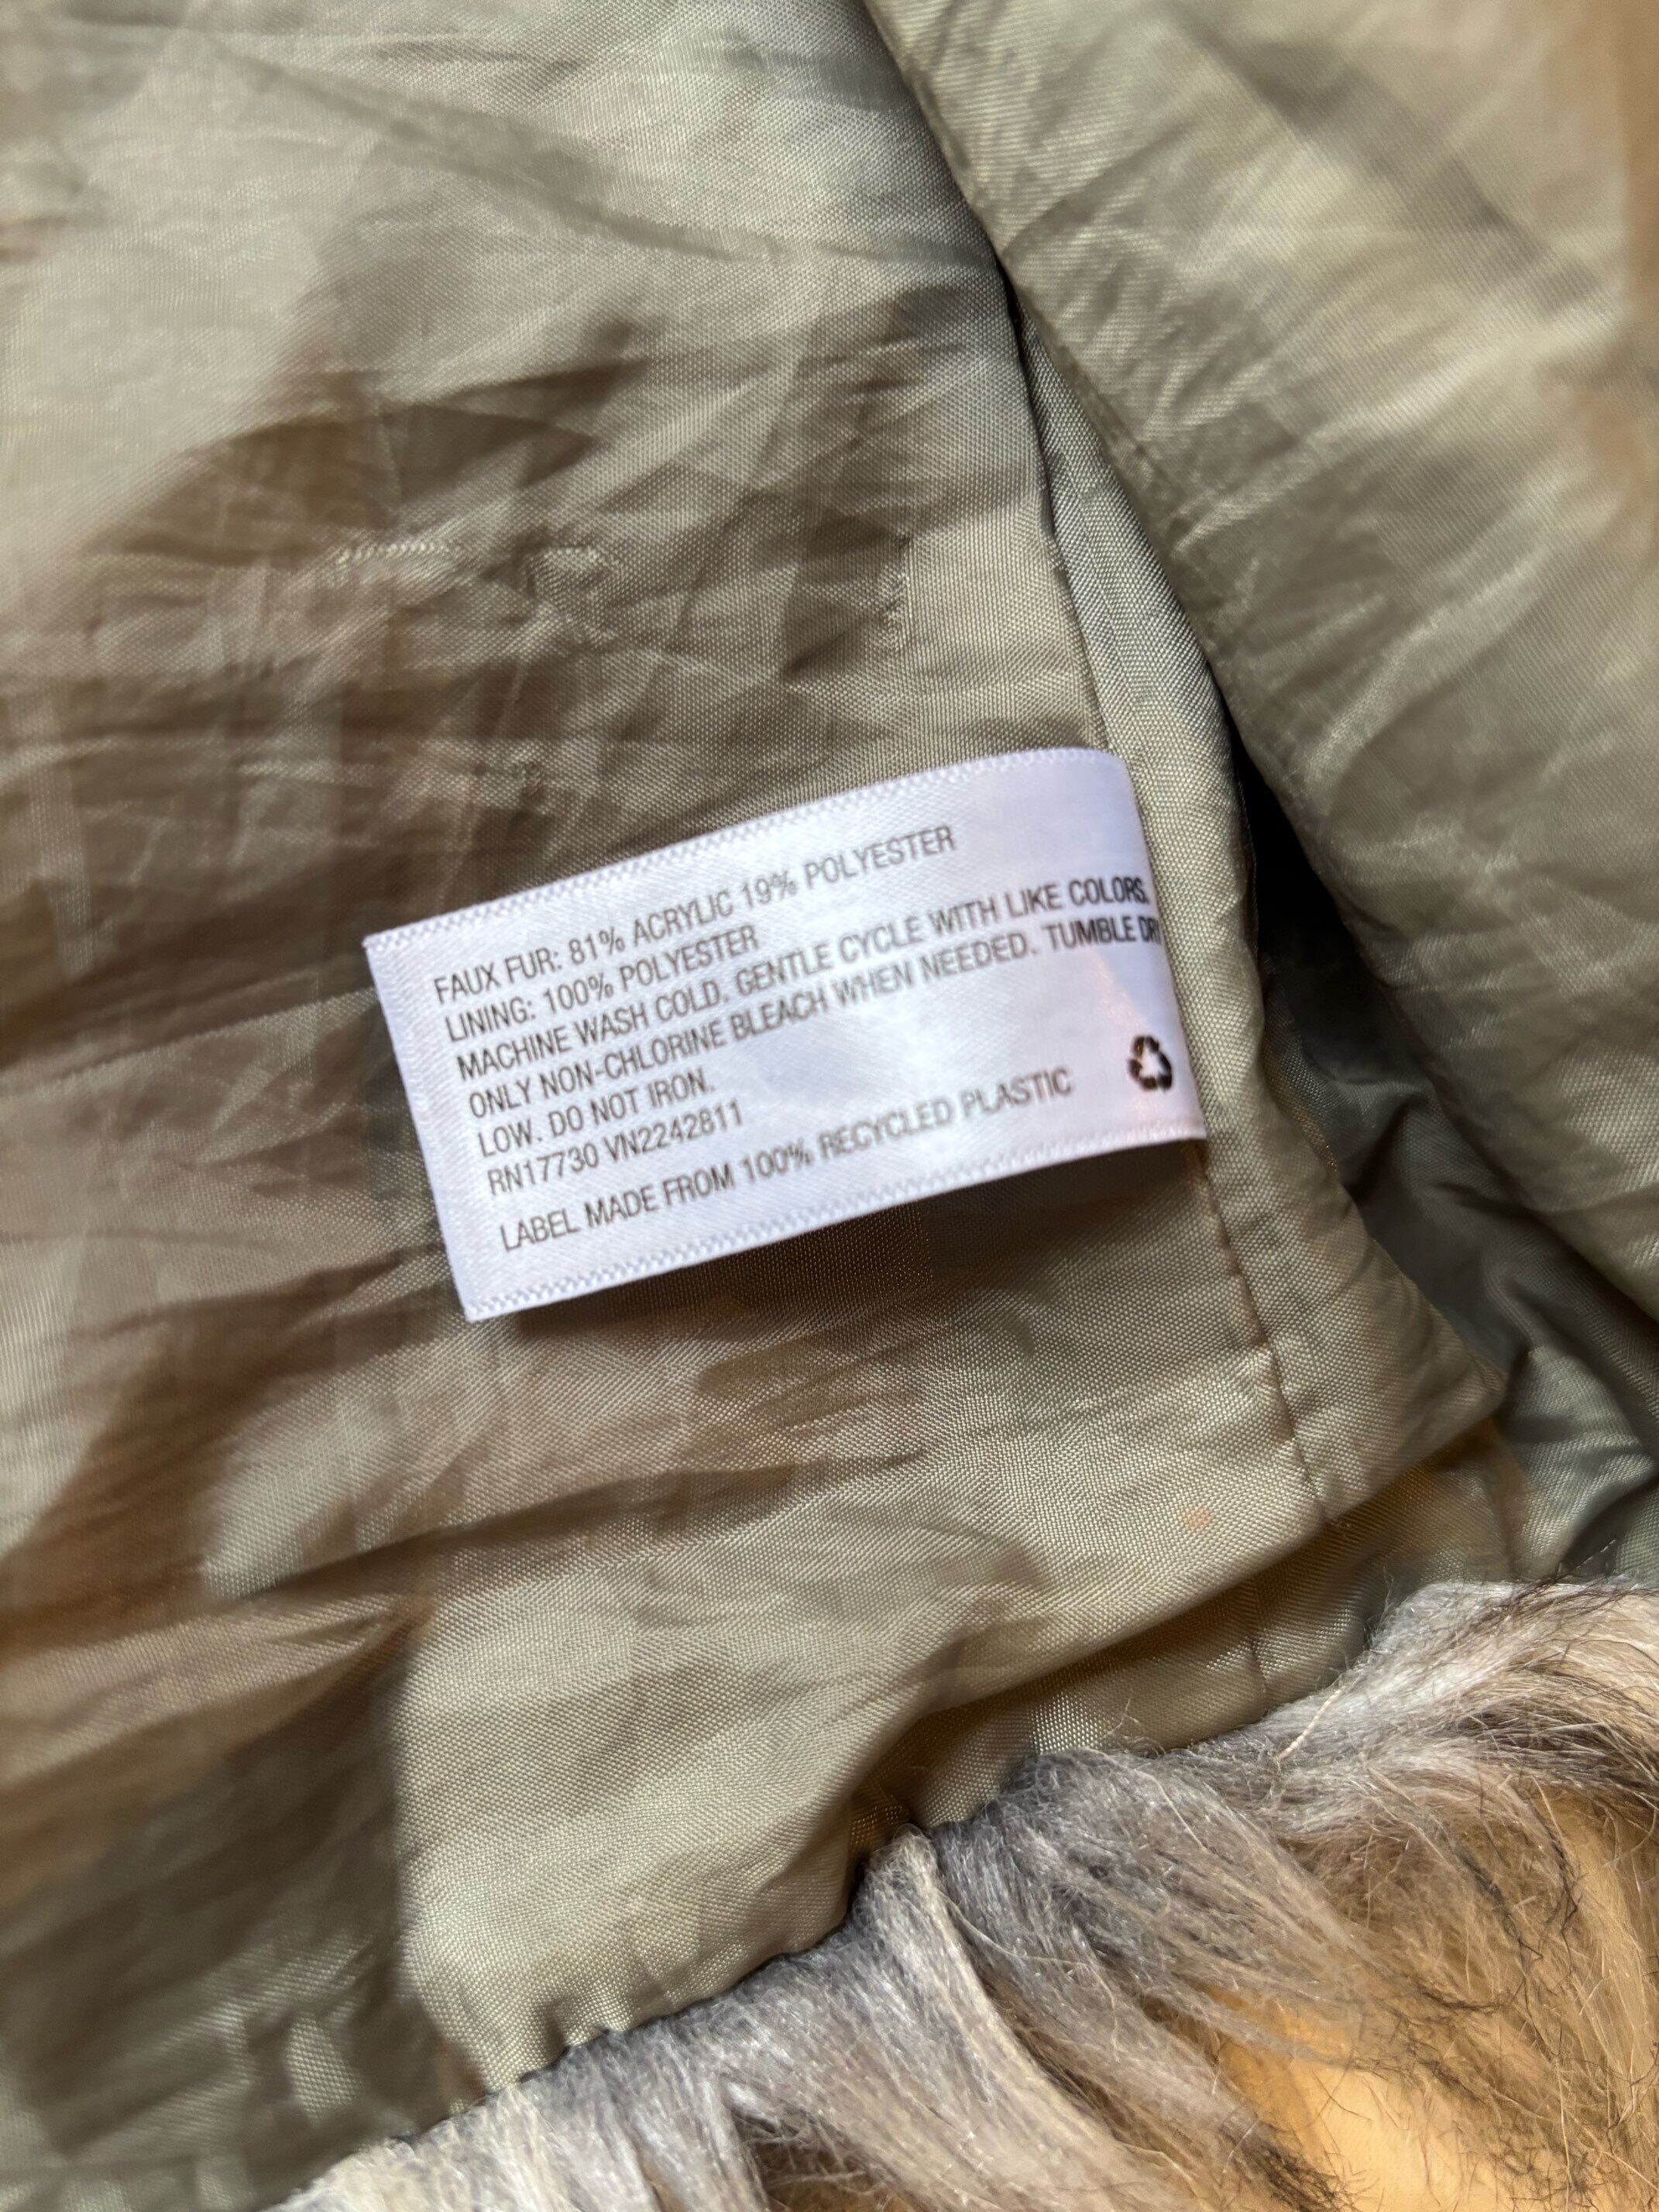 FAUX FUR: 81% ACRYLIC 19% POLYESTER
LINING: 100% POLYESTER
MACHINE WASH COLD. GENTLE CYCLE WITH LIKE COLORS.
ONLY NON-CHLORINE BLEACH WHEN NEEDED. TUMBLE DRY
LOW. DO NOT IRON.
RN17730 VN2242811
LABEL MADE FROM 100% RECYCLED PLASTIC